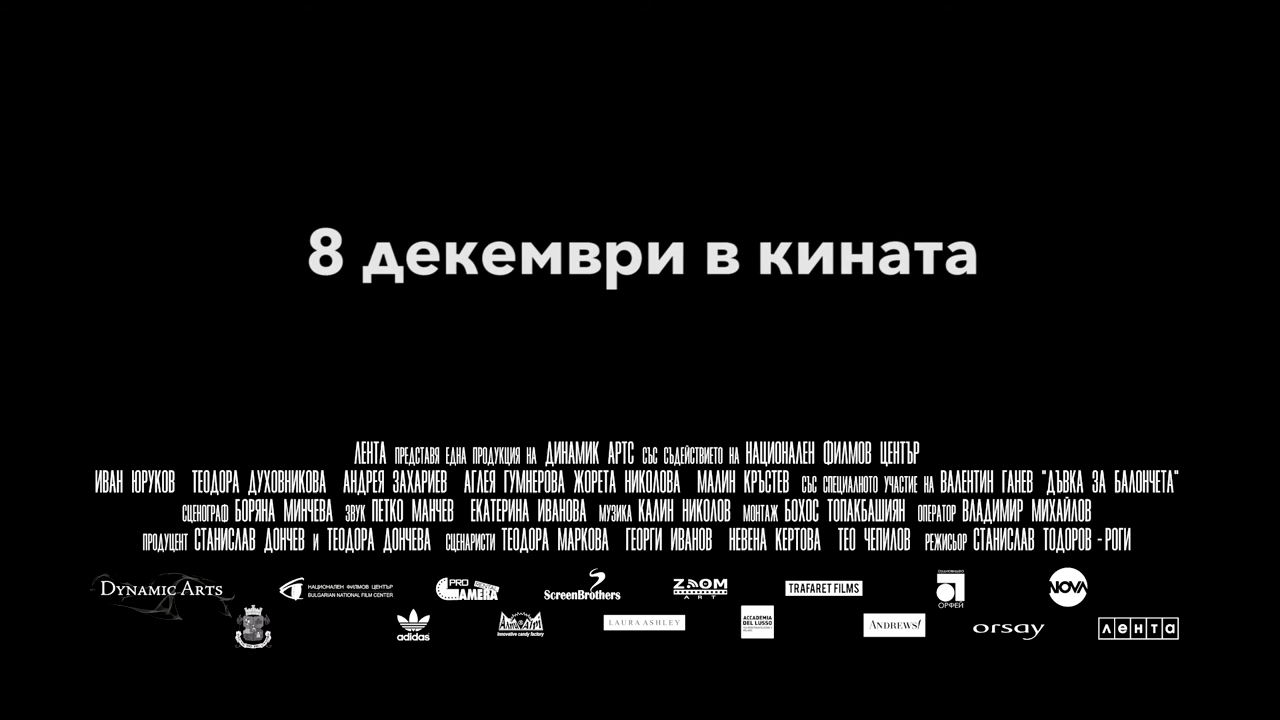 8 декември в кината
ЛЕНТА ПРЕДСТАВЯ ЕДНА ПРОДУКЦИЯ НА ДИНАМИК АРТС СЪС СЪДЕЙСТВИЕТО НА НАЦИОНАЛЕН ФИЛМОВ ЦЕНТЪР
ИВАН ЮРУКОВ ТЕОДОРА ДУХОВНИКОВА АНДРЕЯ ЗАХАРИЕВ АГЛЕЯ ГУМНЕРОВА ЖОРЕТА НИКОЛОВА МАЛИН КРЪСТЕВ СЪС СПЕЦИАЛНОТО УЧАСТИЕ НА ВАЛЕНТИН ГАНЕВ "ДЪВКА ЗА БАЛОНЧЕТА"
СЦЕНОГРАФ БОРЯНА МИНЧЕВА ЗВУК ПЕТКО МАНЧЕВ ЕКАТЕРИНА ИВАНОВА МУЗИКА КАЛИН НИКОЛОВ МОНТАЖ БОХОС ТОПАКБАШИЯН ОПЕРАТОР ВЛАДИМИР МИХАЙЛОВ
ПРОДУЦЕНТ СТАНИСЛАВ ДОНЧЕВ И ТЕОДОРА ДОНЧЕВА СЦЕНАРИСТИ ТЕОДОРА МАРКОВА ГЕОРГИ ИВАНОВ НЕВЕНА КЕРТОВА ТЕО ЧЕПИЛОВ РЕЖИСЬОР СТАНИСЛАВ ТОДОРОВ - РОГИ
DYNAMIC ARTS
НАЦИОНАЛЕН ФИЛМОВ ЦЕНТЪР
BULGARIAN NATIONAL FILM CENTER
PRO CAMERA
ScreenBrothers
ZOOM
ART
TRAFARET FILMS
ОРФЕЙ
NOVA
adidas
Innovative candy factory
LAURA ASHLEY
ACCADEMIA
DEL LUSSO
ANDREWS/
orsay
лента